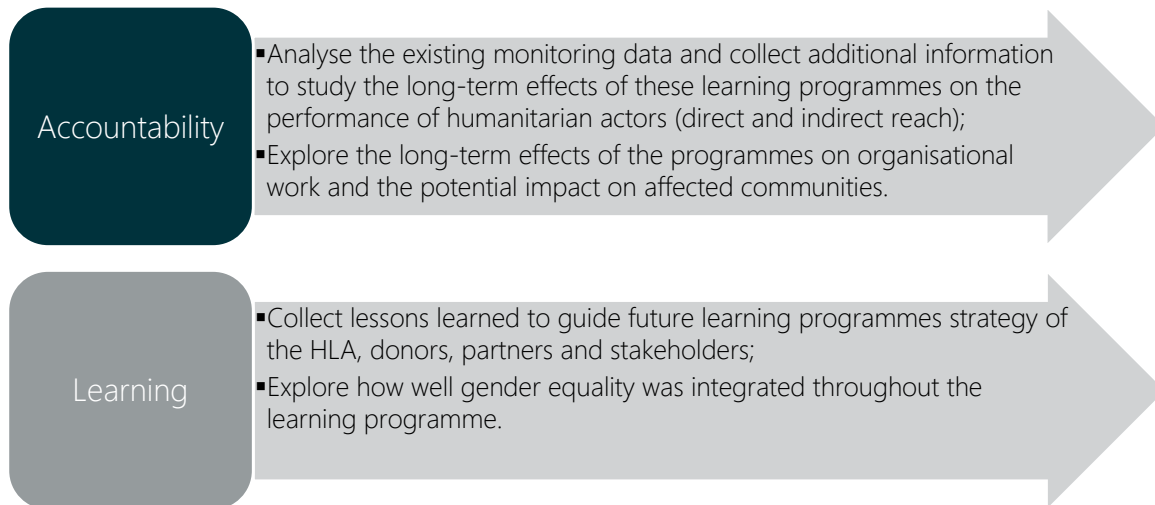 Accountability
▪Analyse the existing monitoring data and collect additional information
to study the long-term effects of these learning programmes on the
performance of humanitarian actors (direct and indirect reach);
▪Explore the long-term effects of the programmes on organisational
work and the potential impact on affected communities.
Learning
▪Collect lessons learned to guide future learning programmes strategy of
the HLA, donors, partners and stakeholders;
▪Explore how well gender equality was integrated throughout the
learning programme.